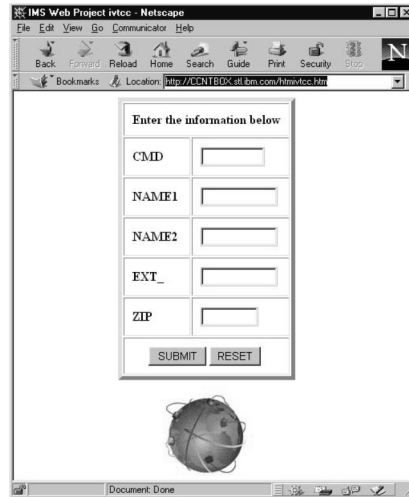 IMS Web Project ivtcc - Netscape
File Edit View Go Communicator Help
Back Forward Reload Home Search Guide Print Security Stop N
Bookmarks Location: http://CCNTBOX.stl.ibm.com/htmivtcc.htm
Enter the information below
CMD
NAME1
NAME2
EXT_
ZIP
SUBMIT RESET
Document: Done